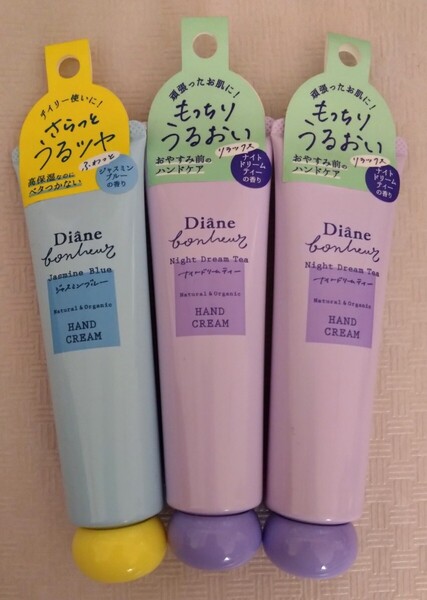 デイリー使いに!
さらっと
うるツヤ
ふわっと
高保湿なのに
ベタつかない!
ジャスミン
ブルー
の香り
Diâne
bonheur
Jasmine Blue
ジャスミンブルー
Natural & Organic
HAND
CREAM
頑張ったお肌に!
もっちり
うるおい
リラックス
おやすみ前の
ハンドケア
ナイト
ドリーム
ティー
の香り
Diâne
bonheur
Night Dream Tea
ナイトドリームティー
Natural & Organic
HAND
CREAM
頑張ったお肌に!
もっちり
うるおい
リラックス
おやすみ前の
ハンドケア
ナイト
ドリーム
ティー
の香り
Diâne
bonheur
Night Dream Tea
ナイトドリームティー
Natural & Organic
HAND
CREAM